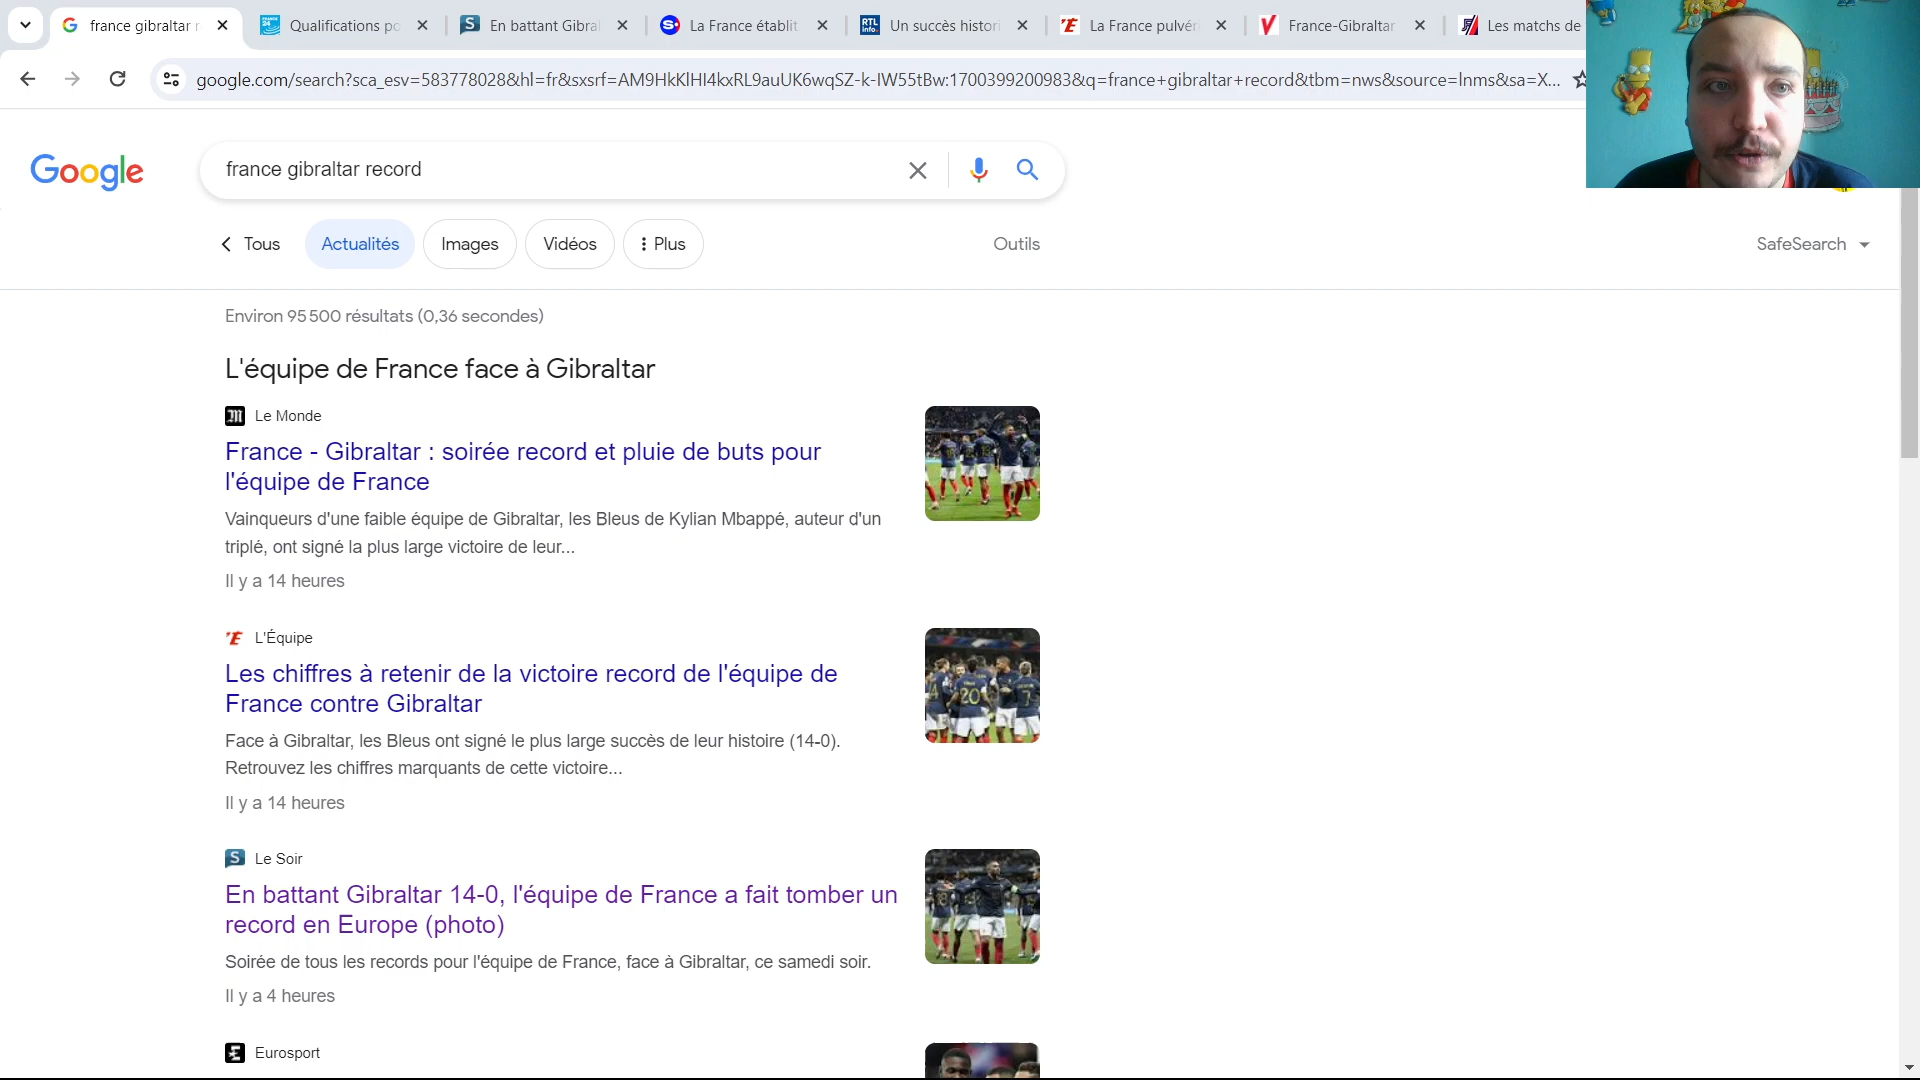 france gibraltar r
Qualifications po
En battant Gibral
La France établit
Un succès histori
La France pulvér
France-Gibraltar
Les matchs de
google.com/search?sca_esv=583778028&hl=fr&sxsrf=AM9HkKlHI4kxRL9auUK6wqSZ-k-IW55tBw:1700399200983&q=france+gibraltar+record&tbm=nws&source=lnms&sa=X...
Google
france gibraltar record
Tous
Actualités
Images
Vidéos
Plus
Outils
SafeSearch
Environ 95 500 résultats (0,36 secondes)
L'équipe de France face à Gibraltar
Le Monde
France - Gibraltar : soirée record et pluie de buts pour
l'équipe de France
Vainqueurs d'une faible équipe de Gibraltar, les Bleus de Kylian Mbappé, auteur d'un
triplé, ont signé la plus large victoire de leur...
Il y a 14 heures
L'Équipe
Les chiffres à retenir de la victoire record de l'équipe de
France contre Gibraltar
Face à Gibraltar, les Bleus ont signé le plus large succès de leur histoire (14-0).
Retrouvez les chiffres marquants de cette victoire...
Il y a 14 heures
Le Soir
En battant Gibraltar 14-0, l'équipe de France a fait tomber un
record en Europe (photo)
Soirée de tous les records pour l'équipe de France, face à Gibraltar, ce samedi soir.
Il y a 4 heures
Eurosport